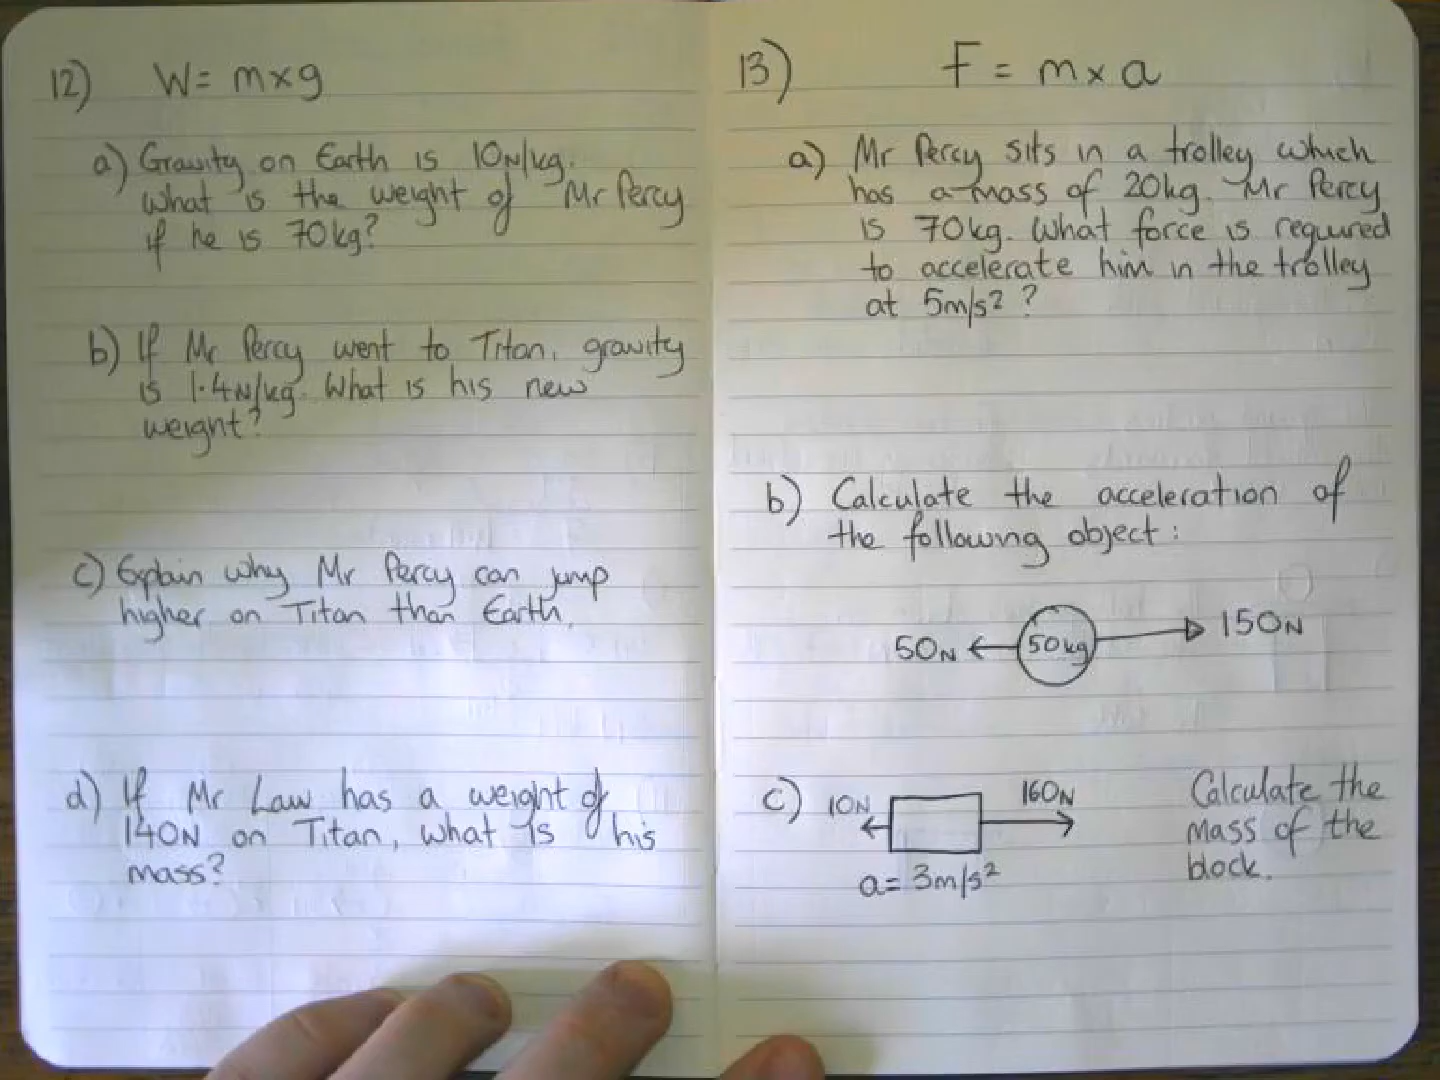 12) W= m×g
a) Gravity on Earth is 10N/kg.
What is the weight of Mr Percy
if he is 70kg?
b) If Mr Percy went to Titan, gravity
is 1.4N/kg. What is his new
weight?
c) Explain why Mr Percy can jump
higher on Titan than Earth.
d) If Mr Law has a weight of
140N on Titan, what is his
mass?
13) F = m×a
a) Mr Percy sits in a trolley which
has a mass of 20kg. Mr Percy
is 70kg. What force is required
to accelerate him in the trolley
at 5m/s² ?
b) Calculate the acceleration of
the following object :
50N 50kg 150N
c) 10N 160N
a= 3m/s²
Calculate the
mass of the
block.